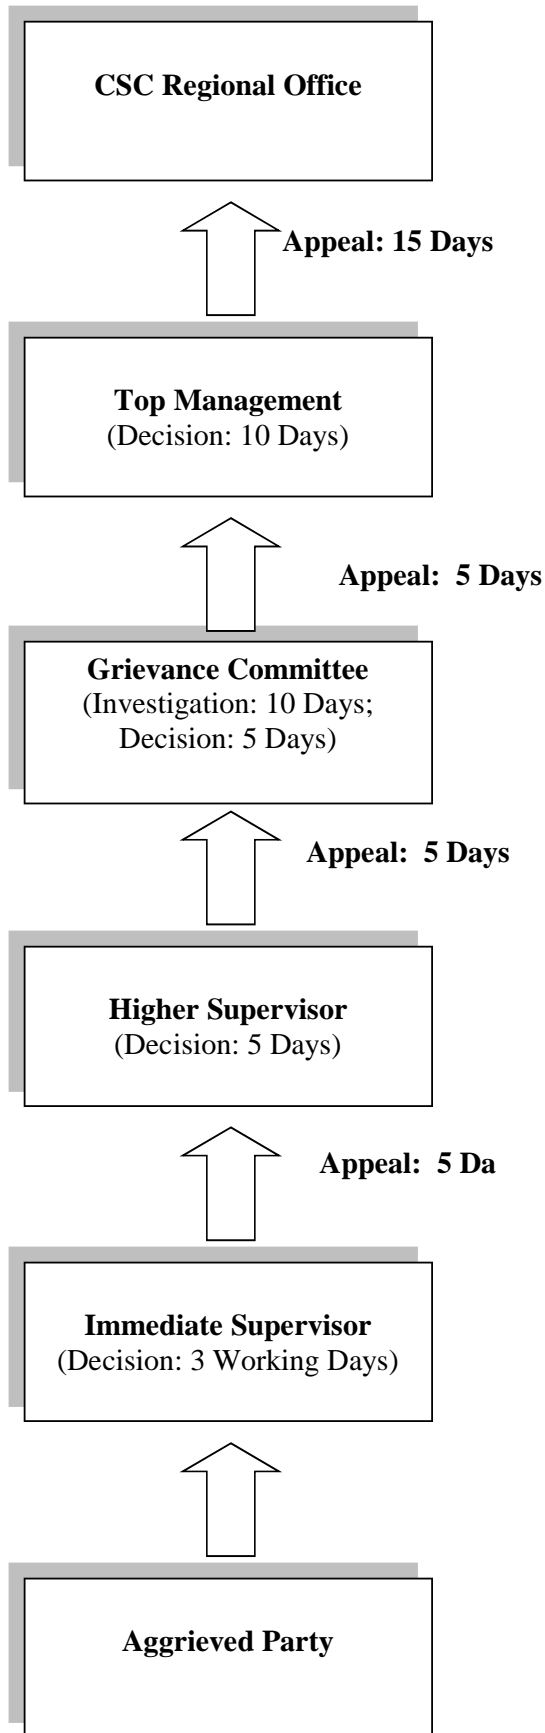 CSC Regional Office
Appeal: 15 Days
Top Management
(Decision: 10 Days)
Appeal:  5 Days
Grievance Committee
(Investigation: 10 Days;
Decision: 5 Days)
Appeal:  5 Days
Higher Supervisor
(Decision: 5 Days)
Appeal:  5 Da
Immediate Supervisor
(Decision: 3 Working Days)
Aggrieved Party